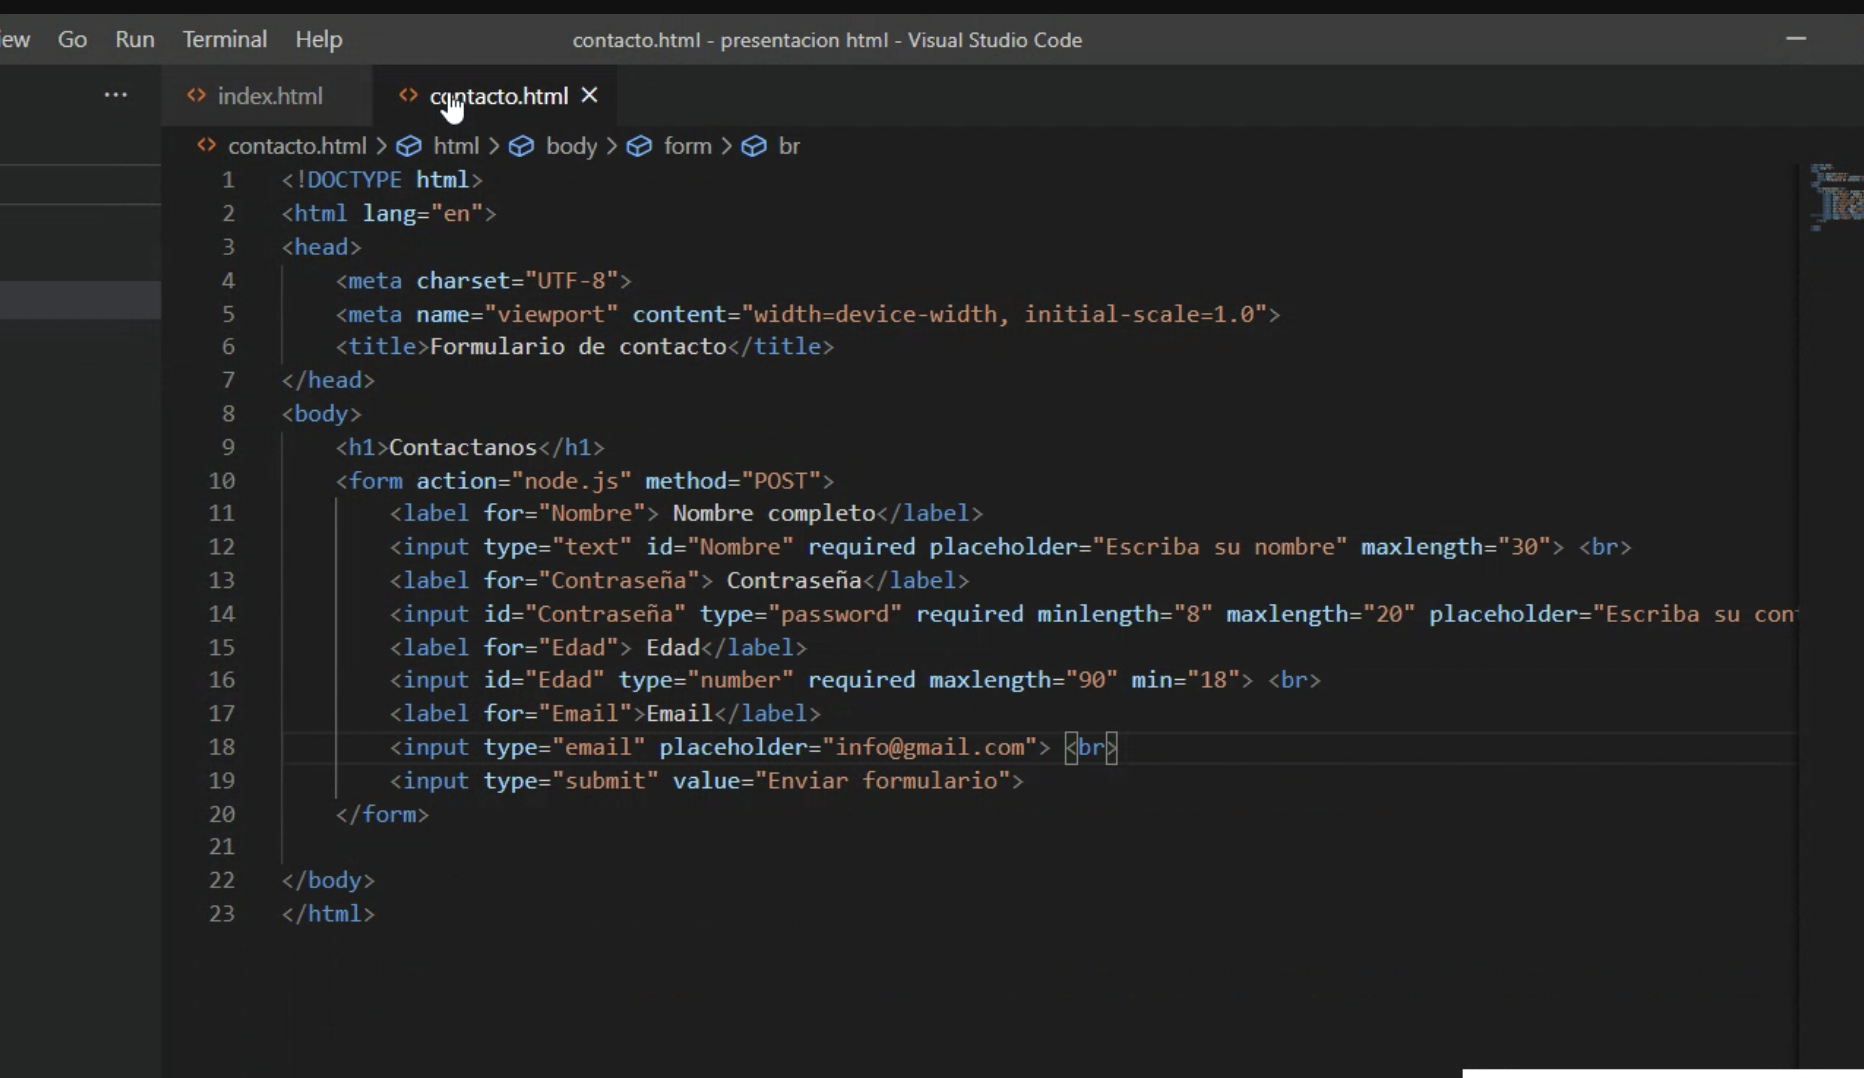 Go Run Terminal Help contacto.html - presentacion html - Visual Studio Code
index.html contacto.html
contacto.html > html > body > form > br
1 <!DOCTYPE html>
2 <html lang="en">
3 <head>
4 <meta charset="UTF-8">
5 <meta name="viewport" content="width=device-width, initial-scale=1.0">
6 <title>Formulario de contacto</title>
7 </head>
8 <body>
9 <h1>Contactanos</h1>
10 <form action="node.js" method="POST">
11 <label for="Nombre"> Nombre completo</label>
12 <input type="text" id="Nombre" required placeholder="Escriba su nombre" maxlength="30"> <br>
13 <label for="Contraseña"> Contraseña</label>
14 <input id="Contraseña" type="password" required minlength="8" maxlength="20" placeholder="Escriba su
15 <label for="Edad"> Edad</label>
16 <input id="Edad" type="number" required maxlength="90" min="18"> <br>
17 <label for="Email">Email</label>
18 <input type="email" placeholder="info@gmail.com"> <br>
19 <input type="submit" value="Enviar formulario">
20 </form>
21
22 </body>
23 </html>